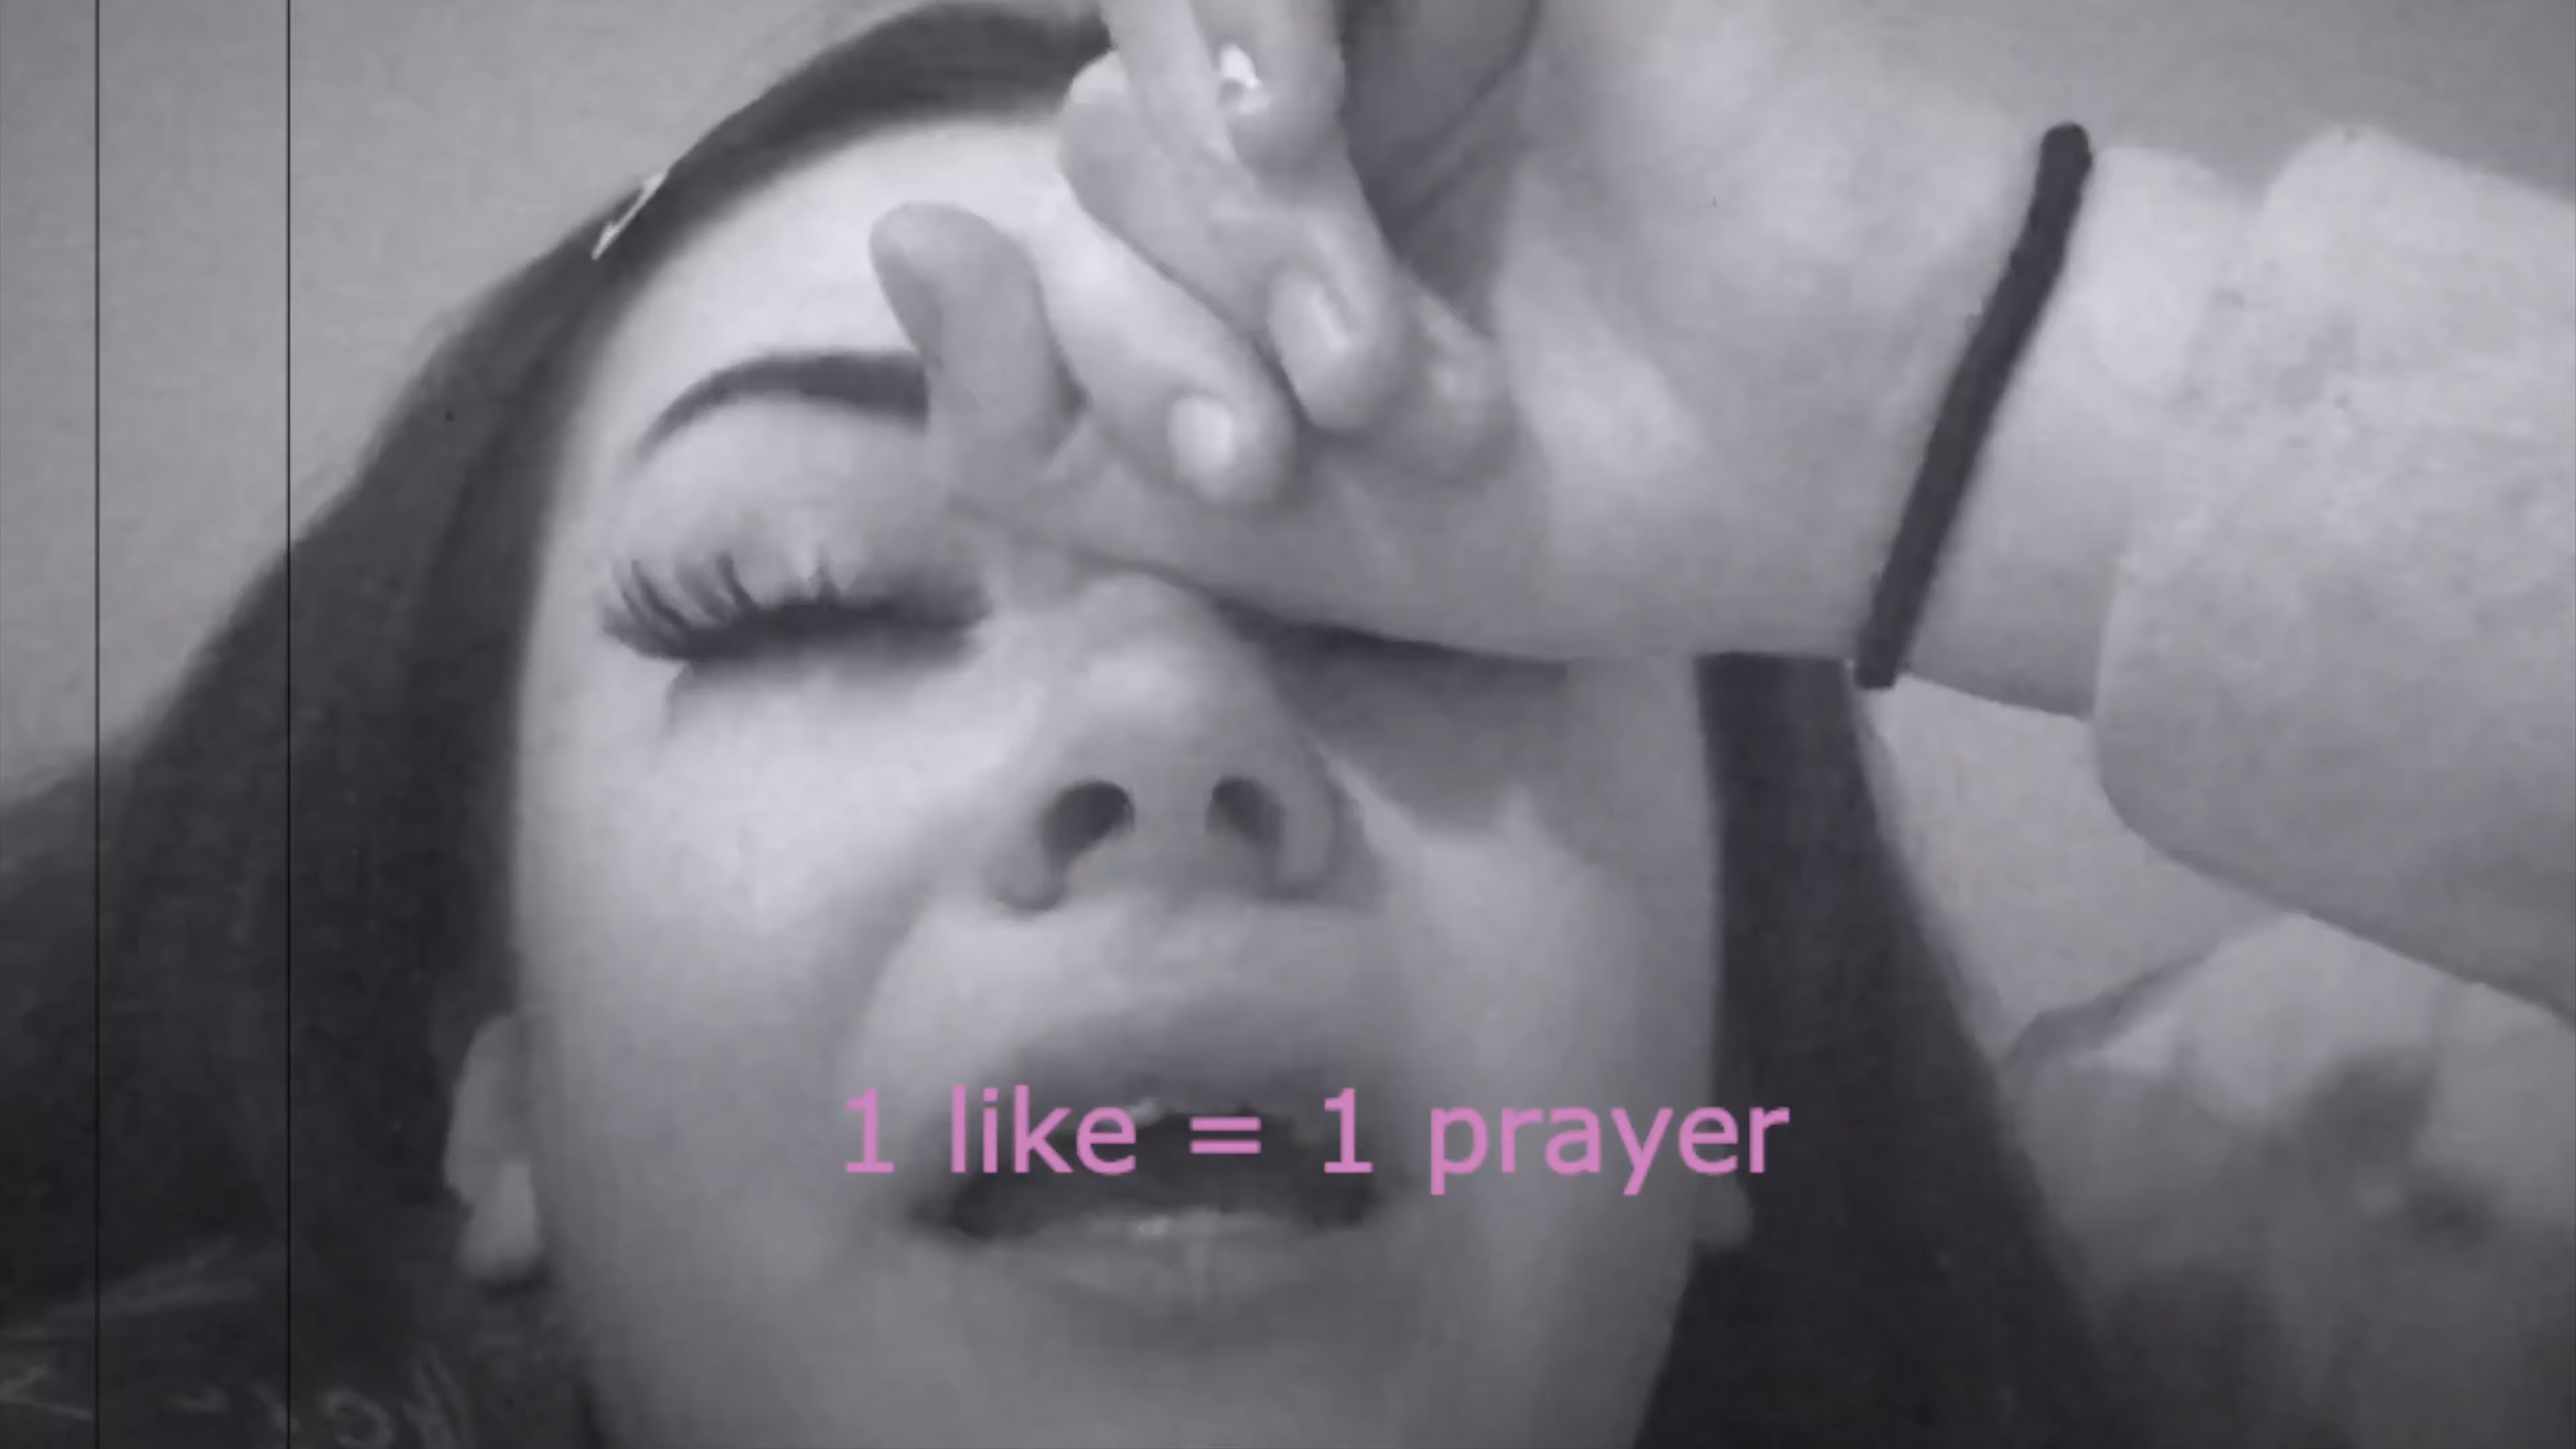 1 like = 1 prayer